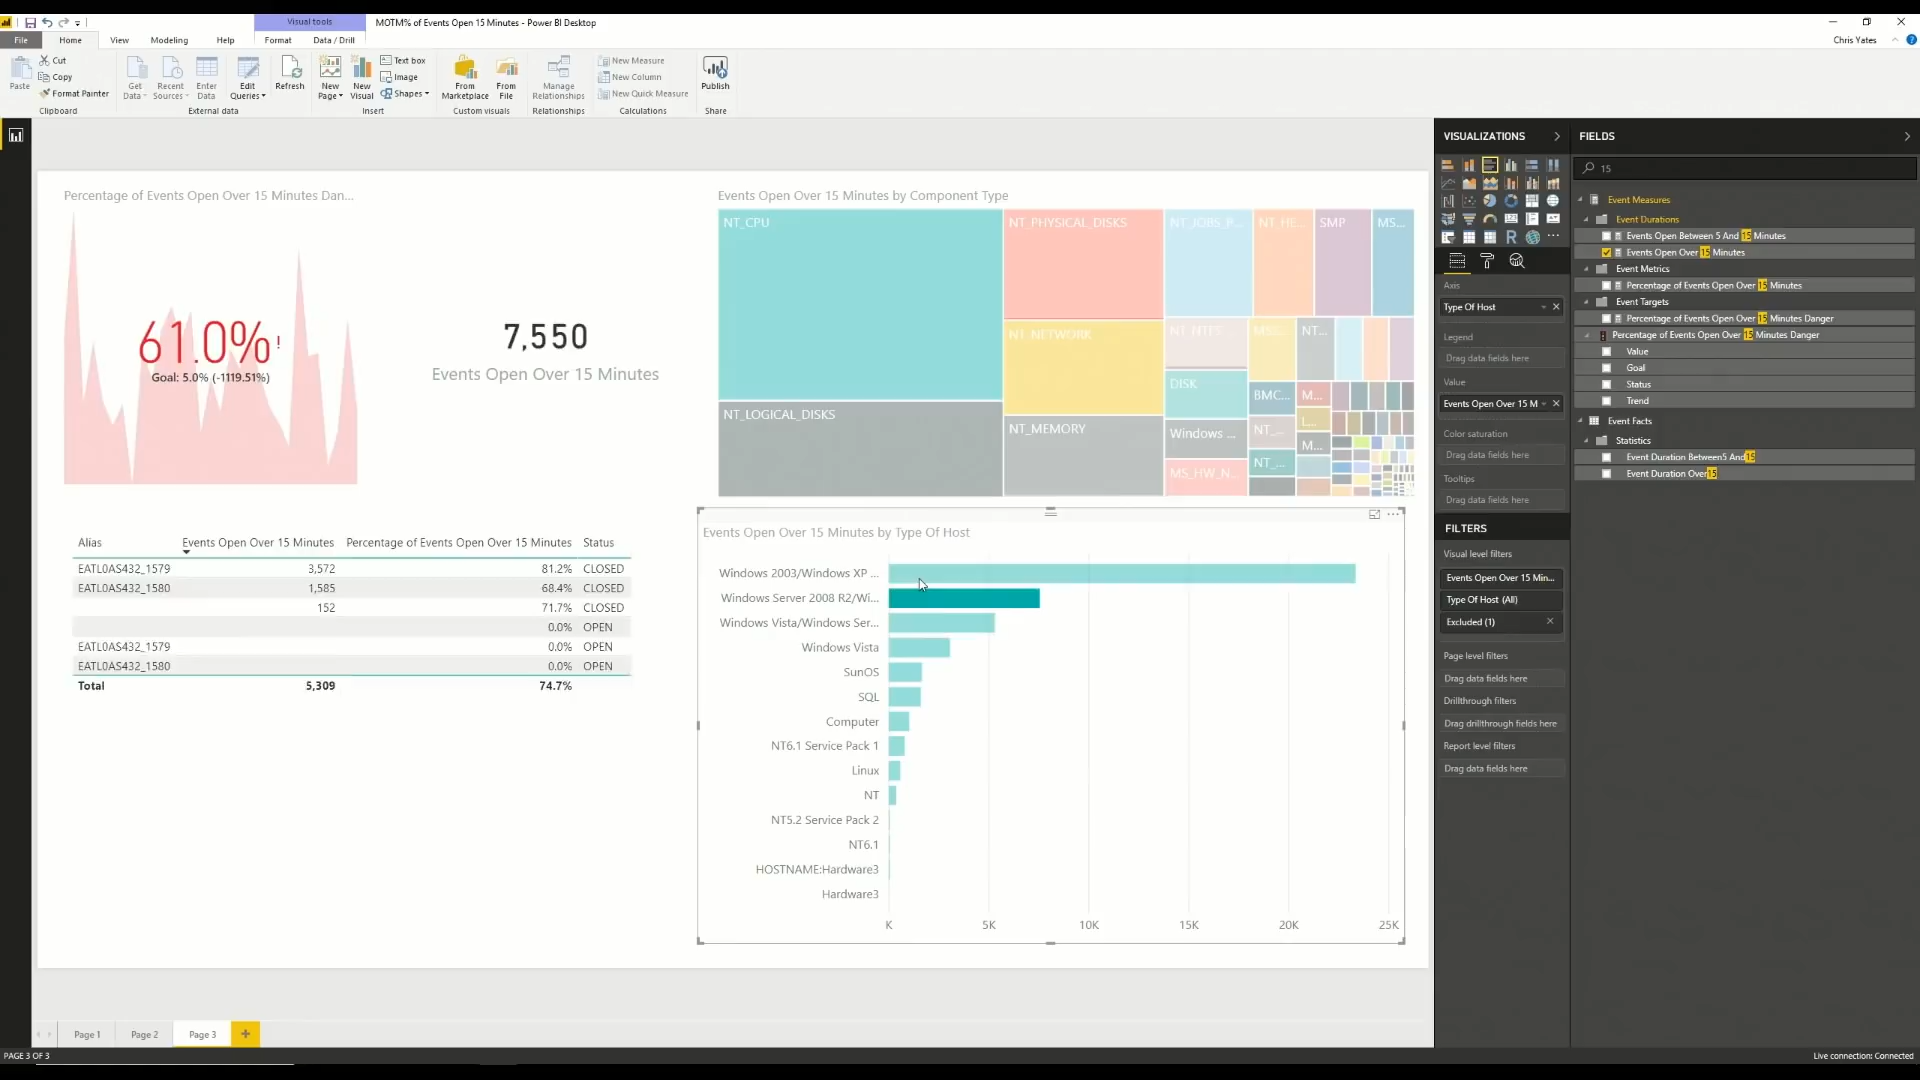 Visual tools
MOTM% of Events Open 15 Minutes - Power BI Desktop
File Home View Modeling Help Format Data / Drill
Chris Yates
Paste
Cut
Copy
Format Painter
Clipboard
Get Data
Recent Sources
Enter Data
Edit Queries
External data
Refresh
New Page
New Visual
Text box
Image
Shapes
Insert
From Marketplace
From File
Custom visuals
Manage Relationships
Relationships
New Measure
New Column
New Quick Measure
Calculations
Publish
Share
Percentage of Events Open Over 15 Minutes Dan...
61.0%!
Goal: 5.0% (-1119.51%)
7,550
Events Open Over 15 Minutes
Alias Events Open Over 15 Minutes Percentage of Events Open Over 15 Minutes Status
EATL0AS432_1579 3,572 81.2% CLOSED
EATL0AS432_1580 1,585 68.4% CLOSED
152 71.7% CLOSED
0.0% OPEN
EATL0AS432_1579 0.0% OPEN
EATL0AS432_1580 0.0% OPEN
Total 5,309 74.7%
Events Open Over 15 Minutes by Component Type
NT_CPU
NT_LOGICAL_DISKS
NT_PHYSICAL_DISKS
NT_NETWORK
NT_MEMORY
NT_JOBS_P...
NT_HE...
SMP
MS...
NT_NTFS
NT...
DISK
Windows ...
MS_HW_N...
BMC...
NT_...
NT_...
M...
L...
M...
Events Open Over 15 Minutes by Type Of Host
Windows 2003/Windows XP ...
Windows Server 2008 R2/Wi...
Windows Vista/Windows Ser...
Windows Vista
SunOS
SQL
Computer
NT6.1 Service Pack 1
Linux
NT
NT5.2 Service Pack 2
NT6.1
HOSTNAME:Hardware3
Hardware3
K 5K 10K 15K 20K 25K
VISUALIZATIONS
R
Axis
Type Of Host
Legend
Drag data fields here
Value
Events Open Over 15 M
Color saturation
Drag data fields here
Tooltips
Drag data fields here
FILTERS
Visual level filters
Events Open Over 15 Min...
Type Of Host (All)
Excluded (1)
Page level filters
Drag data fields here
Drillthrough filters
Drag drillthrough fields here
Report level filters
Drag data fields here
FIELDS
15
Event Measures
Event Durations
Events Open Between 5 And 15 Minutes
Events Open Over 15 Minutes
Event Metrics
Percentage of Events Open Over 15 Minutes
Event Targets
Percentage of Events Open Over 15 Minutes Danger
Percentage of Events Open Over 15 Minutes Danger
Value
Goal
Status
Trend
Event Facts
Statistics
Event Duration Between5 And15
Event Duration Over15
Page 1 Page 2 Page 3 +
PAGE 3 OF 3
Live connection: Connected